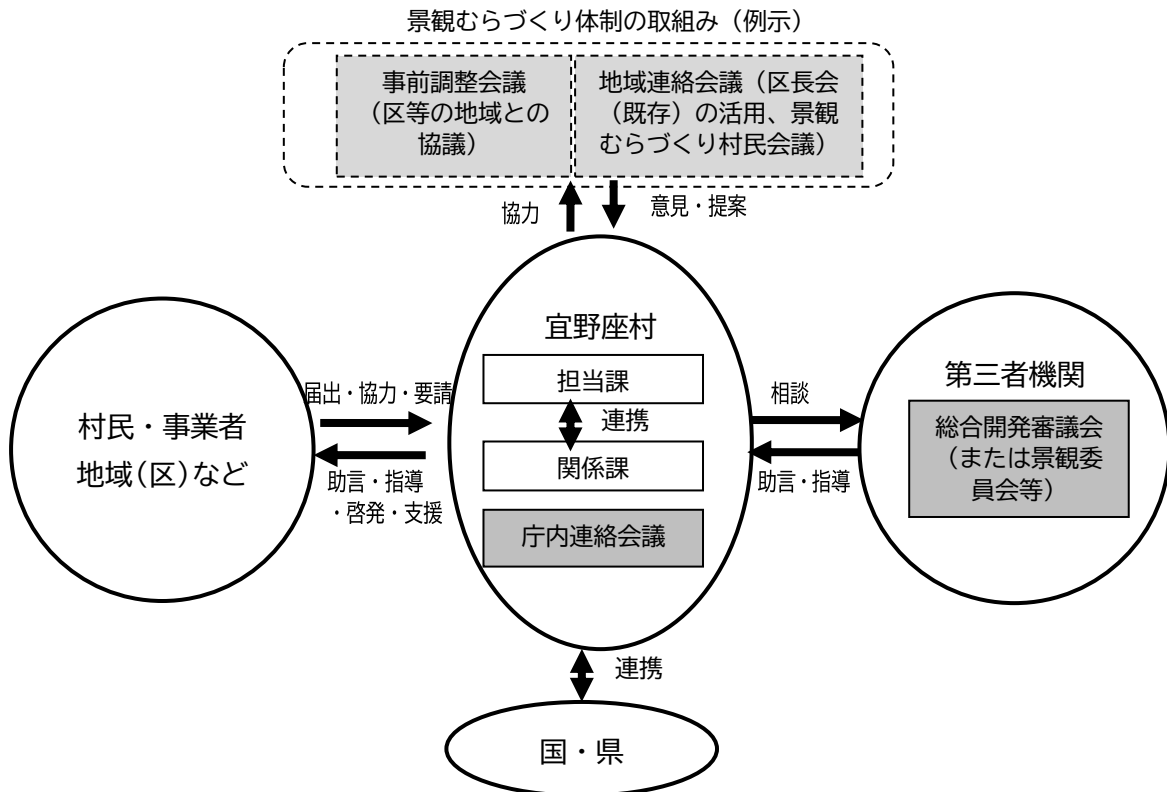 景観むらづくり体制の取組み（例示）
事前調整会議
（区等の地域との
協議）
地域連絡会議（区長会
（既存）の活用、景観
むらづくり村民会議）
協力
意見・提案
村民・事業者
地域（区）など
届出・協力・要請
助言・指導
・啓発・支援
宜野座村
担当課
連携
関係課
庁内連絡会議
相談
助言・指導
第三者機関
総合開発審議会
（または景観委
員会等）
連携
国・県